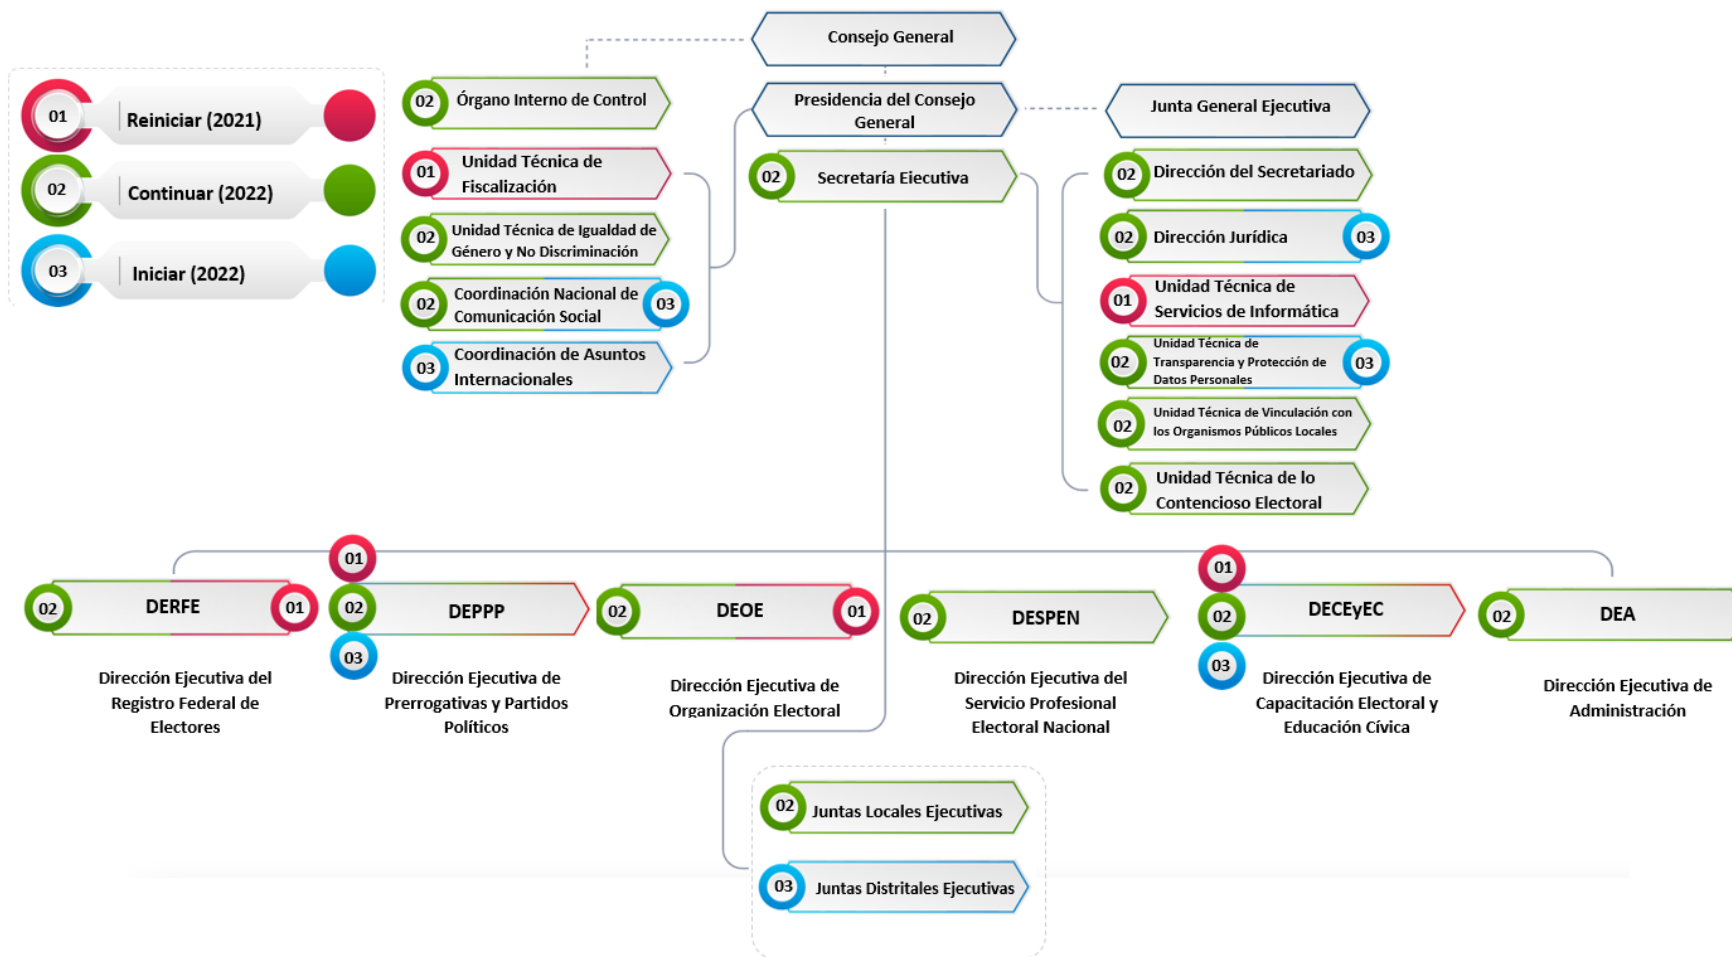 Consejo General
01
Reiniciar (2021)
02
Continuar (2022)
03
Iniciar (2022)
02
Órgano Interno de Control
01
Unidad Técnica de
Fiscalización
02
Unidad Técnica de Igualdad de
Género y No Discriminación
02
Coordinación Nacional de
Comunicación Social
03
03
Coordinación de Asuntos
Internacionales
Presidencia del Consejo
General
02
Secretaría Eiecutiva
Junta General Ejecutiva
02
Dirección del Secretariado
02
Dirección Jurídica
03
01
Unidad Técnica de
Servicios de Informática
02
Unidad Técnica de
Transparencia y Protección de
Datos Personales
03
02
Unidad Técnica de Vinculación con
los Organismos Públicos Locales
02
Unidad Técnica de lo
Contencioso Electoral
02
DERFE
01
Dirección Ejecutiva del
Registro Federal de
Electores
01
02
03
DEPPP
Dirección Ejecutiva de
Prerrogativas y Partidos
Políticos
02
DEOE
01
Dirección Ejecutiva de
Organización Electoral
02
DESPEN
Dirección Ejecutiva del
Servicio Profesional
Electoral Nacional
01
02
03
DECEyEC
Dirección Ejecutiva de
Capacitación Electoral y
Educación Cívica
02
DEA
Dirección Ejecutiva de
Administración
02
Juntas Locales Ejecutivas
03
Juntas Distritales Ejecutivas